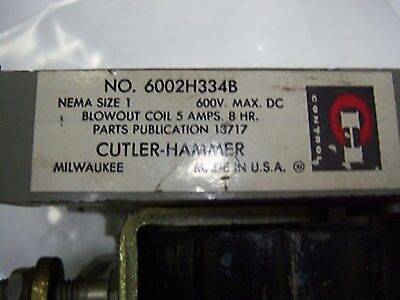 NO. 6002H334B
NEMA SIZE 1 600V. MAX. DC
BLOWOUT COIL 5 AMPS. 8 HR.
PARTS PUBLICATION 13717
CUTLER-HAMMER
MILWAUKEE MADE IN U.S.A.
CH
CONTROL